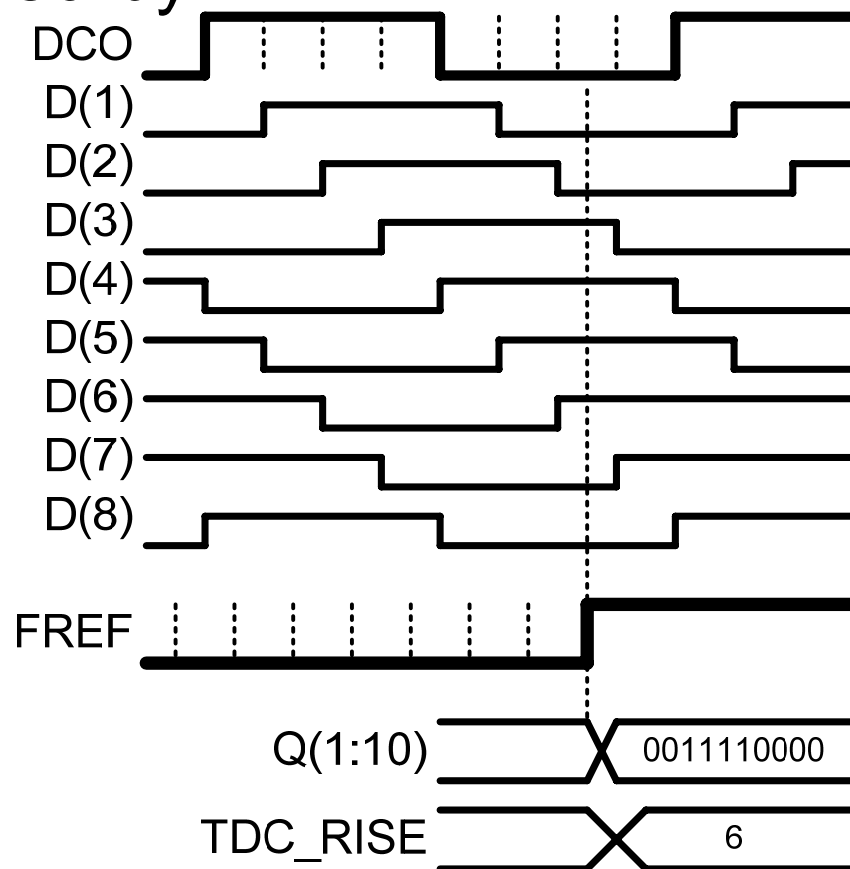 DCO
D(1)
D(2)
D(3)
D(4)
D(5)
D(6)
D(7)
D(8)
FREF
Q(1:10) 0011110000
TDC_RISE 6